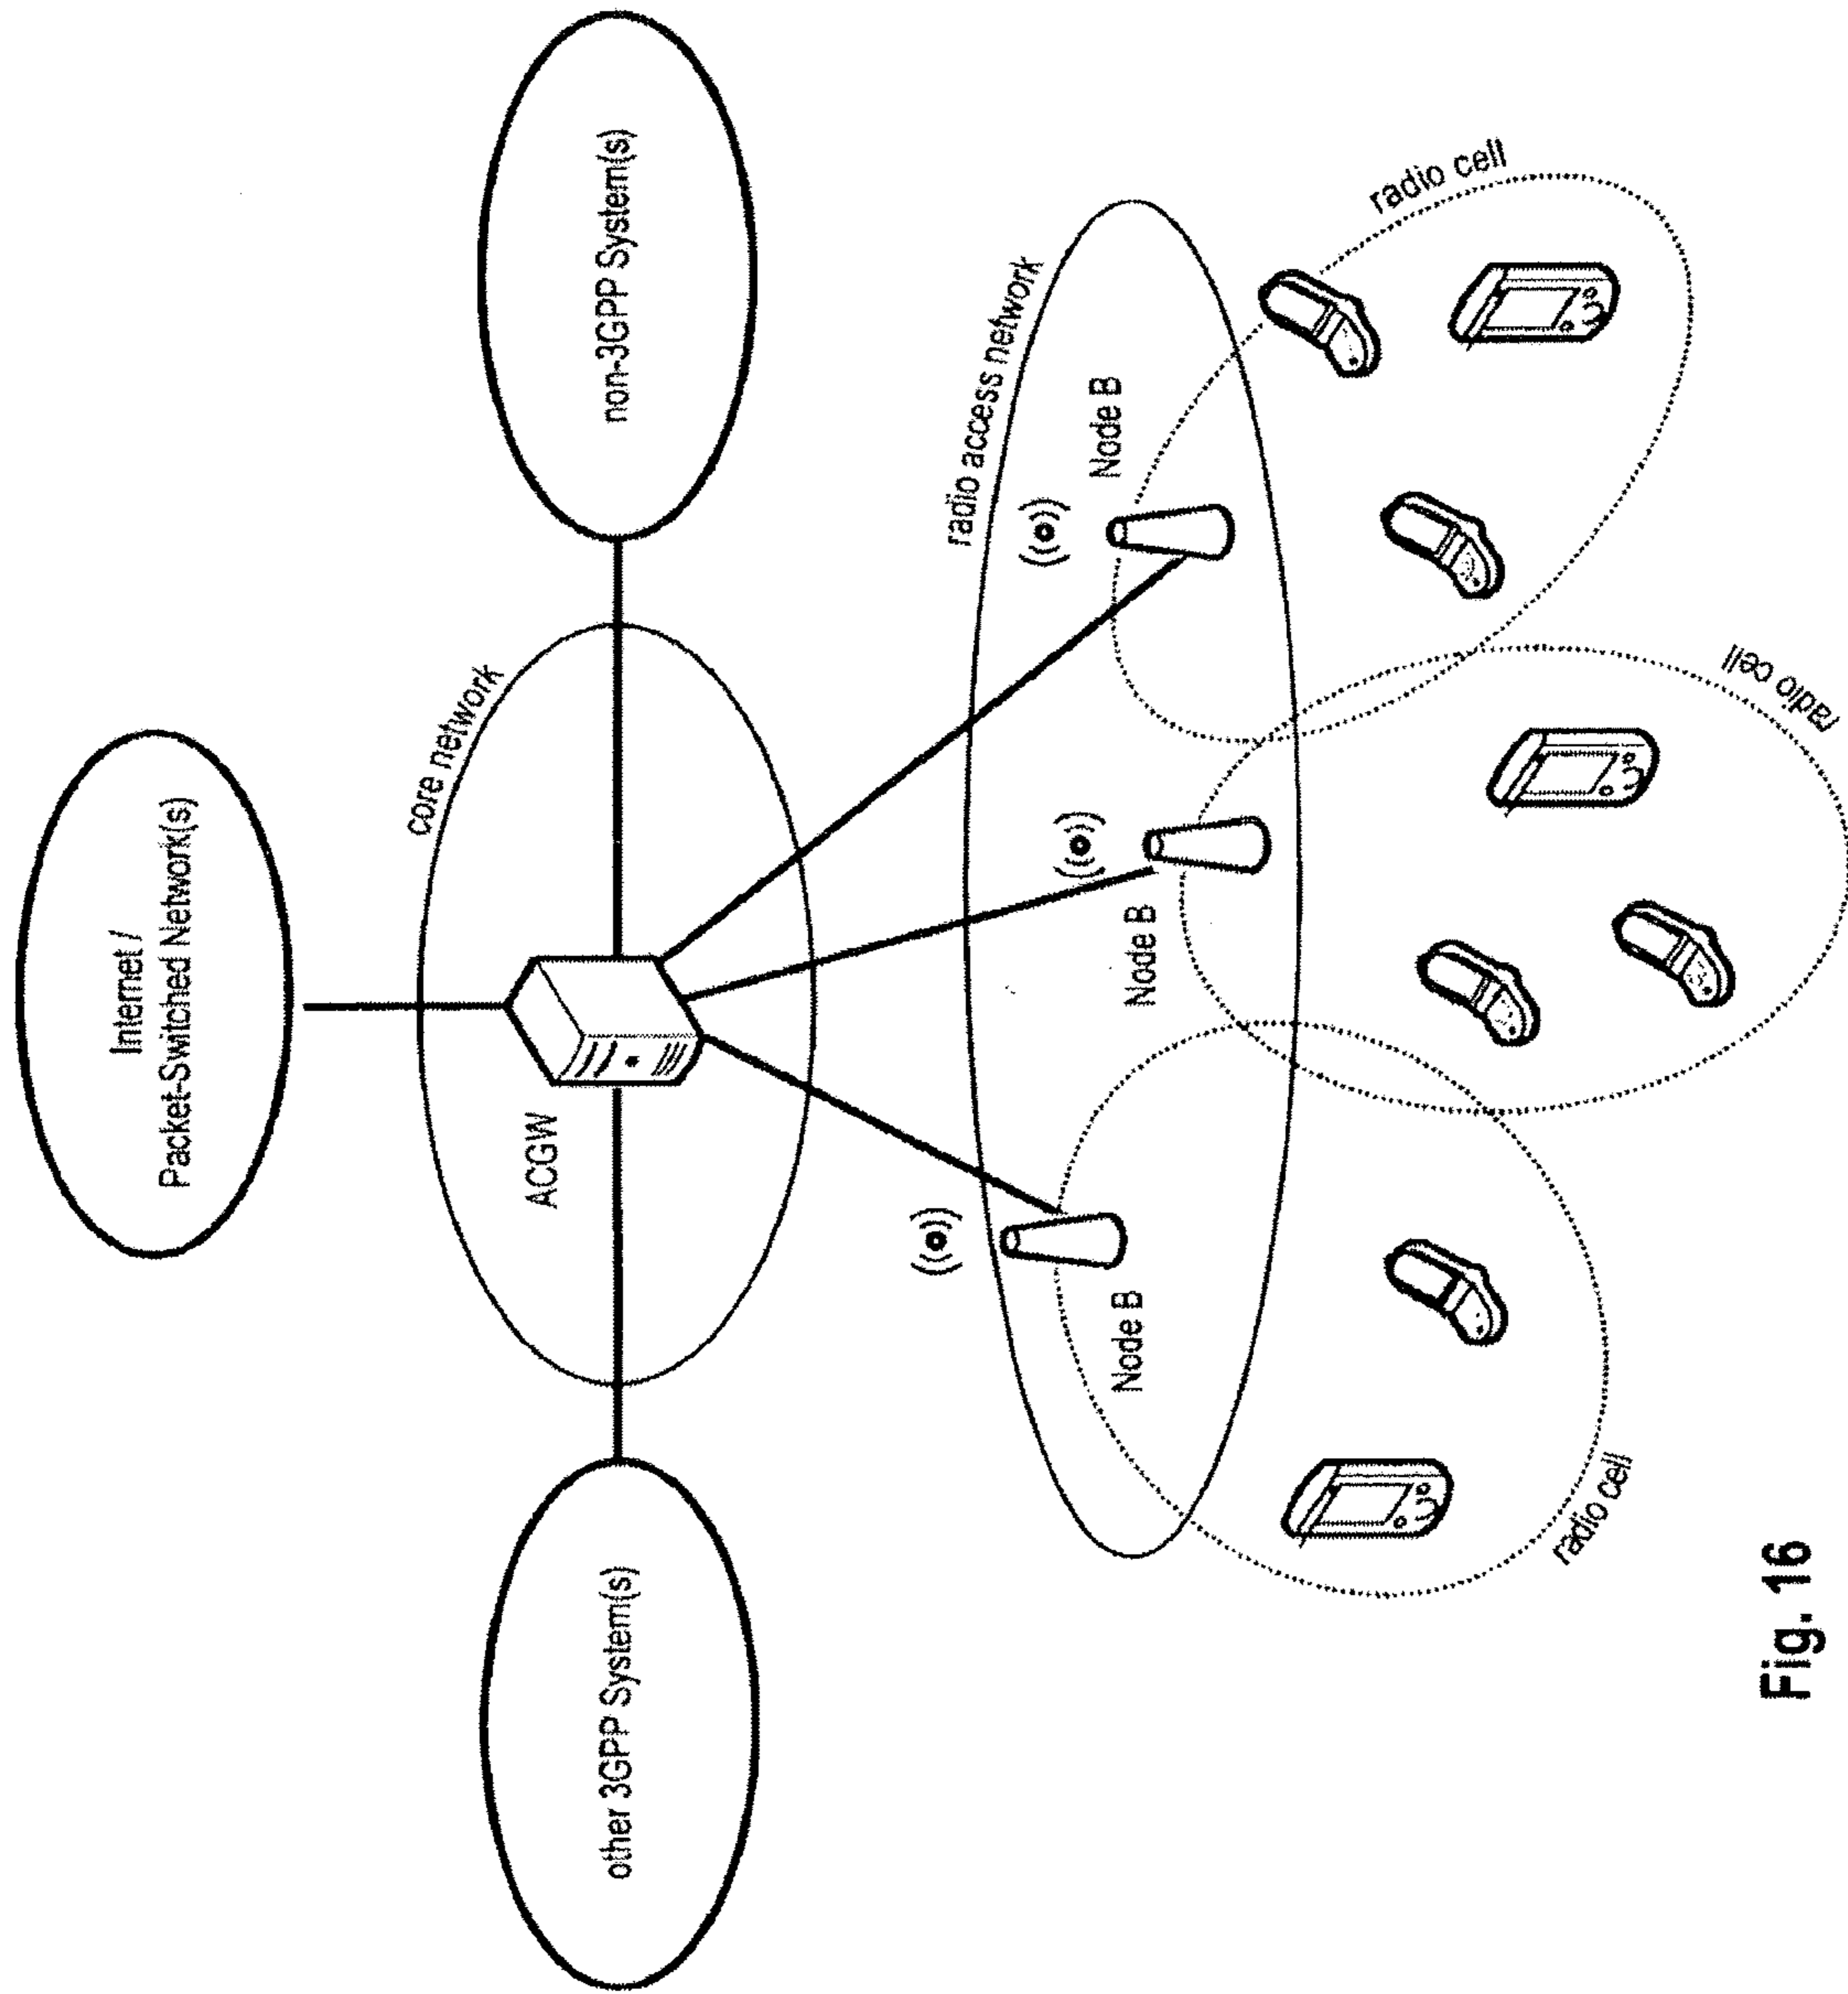 Internet /
Packet-Switched Network(s)
core network
ACGW
other 3GPP System(s)
non-3GPP System(s)
radio access network
Node B
Node B
Node B
radio cell
radio cell
radio cell
Fig. 16